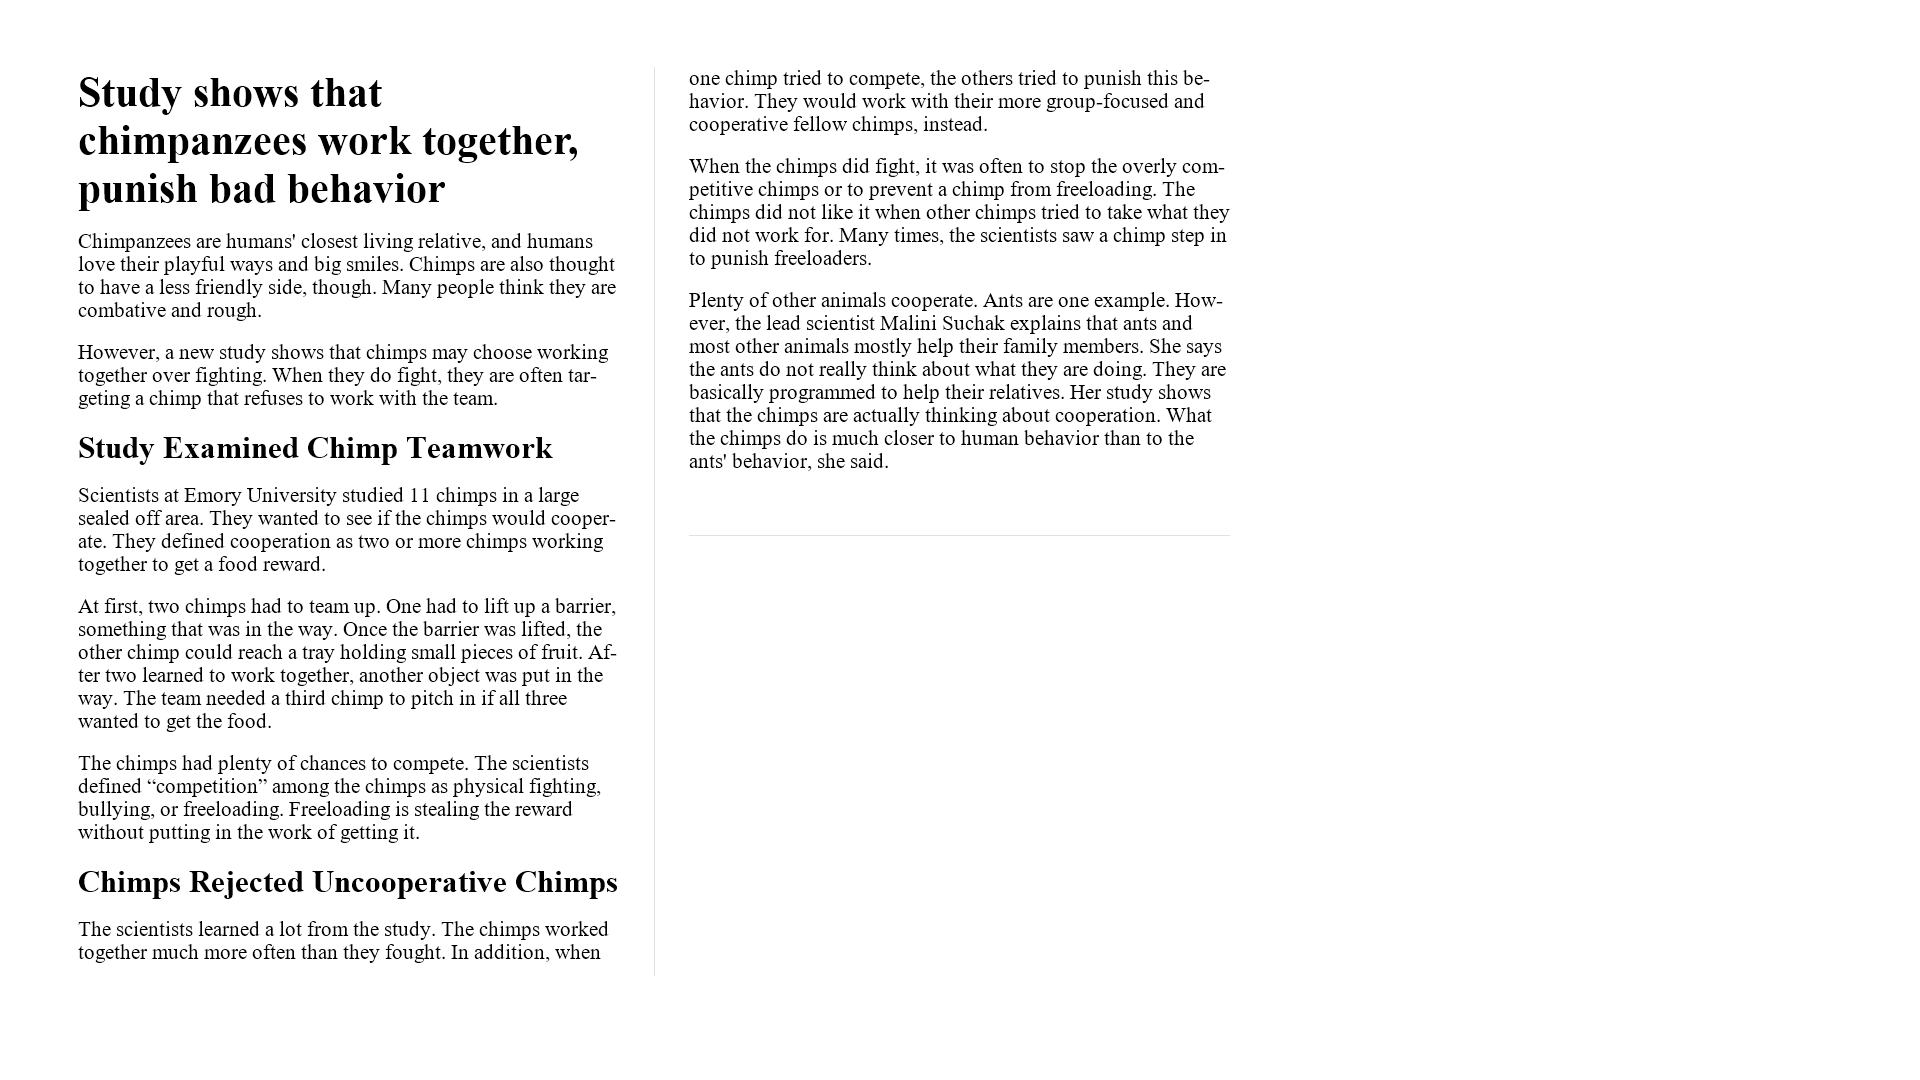 Study shows that
chimpanzees work together,
punish bad behavior
Chimpanzees are humans' closest living relative, and humans
love their playful ways and big smiles. Chimps are also thought
to have a less friendly side, though. Many people think they are
combative and rough.
However, a new study shows that chimps may choose working
together over fighting. When they do fight, they are often tar-
geting a chimp that refuses to work with the team.
Study Examined Chimp Teamwork
Scientists at Emory University studied 11 chimps in a large
sealed off area. They wanted to see if the chimps would cooper-
ate. They defined cooperation as two or more chimps working
together to get a food reward.
At first, two chimps had to team up. One had to lift up a barrier,
something that was in the way. Once the barrier was lifted, the
other chimp could reach a tray holding small pieces of fruit. Af-
ter two learned to work together, another object was put in the
way. The team needed a third chimp to pitch in if all three
wanted to get the food.
The chimps had plenty of chances to compete. The scientists
defined “competition” among the chimps as physical fighting,
bullying, or freeloading. Freeloading is stealing the reward
without putting in the work of getting it.
Chimps Rejected Uncooperative Chimps
The scientists learned a lot from the study. The chimps worked
together much more often than they fought. In addition, when
one chimp tried to compete, the others tried to punish this be-
havior. They would work with their more group-focused and
cooperative fellow chimps, instead.
When the chimps did fight, it was often to stop the overly com-
petitive chimps or to prevent a chimp from freeloading. The
chimps did not like it when other chimps tried to take what they
did not work for. Many times, the scientists saw a chimp step in
to punish freeloaders.
Plenty of other animals cooperate. Ants are one example. How-
ever, the lead scientist Malini Suchak explains that ants and
most other animals mostly help their family members. She says
the ants do not really think about what they are doing. They are
basically programmed to help their relatives. Her study shows
that the chimps are actually thinking about cooperation. What
the chimps do is much closer to human behavior than to the
ants' behavior, she said.